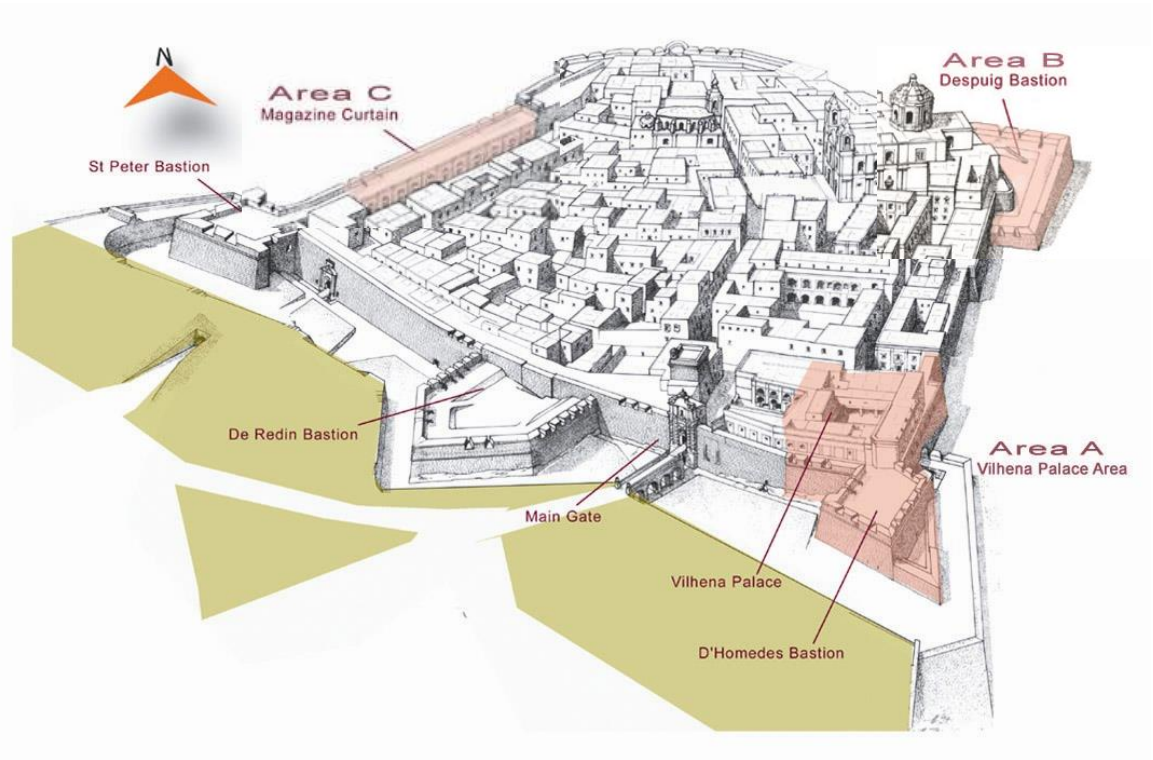 N
Area C
Magazine Curtain
Area B
Despuig Bastion
St Peter Bastion
De Redin Bastion
Main Gate
Area A
Vilhena Palace Area
Vilhena Palace
D'Homedes Bastion